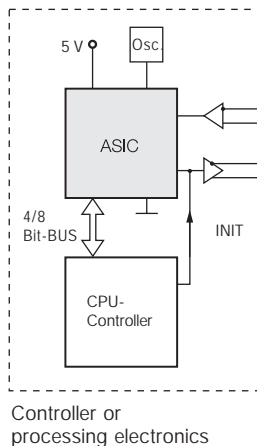 5 V
Osc.
ASIC
4/8
Bit-BUS
INIT
CPU-
Controller
Controller or
processing electronics